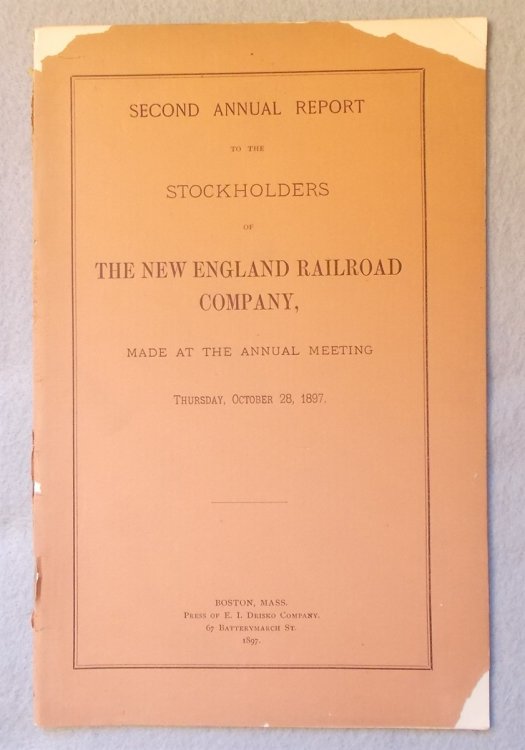 SECOND ANNUAL REPORT
TO THE
STOCKHOLDERS
OF
THE NEW ENGLAND RAILROAD
COMPANY,
MADE AT THE ANNUAL MEETING
THURSDAY, OCTOBER 28, 1897.
BOSTON, MASS.
PRESS OF E. I. DRISKO COMPANY.
67 BATTERYMARCH ST.
1897.